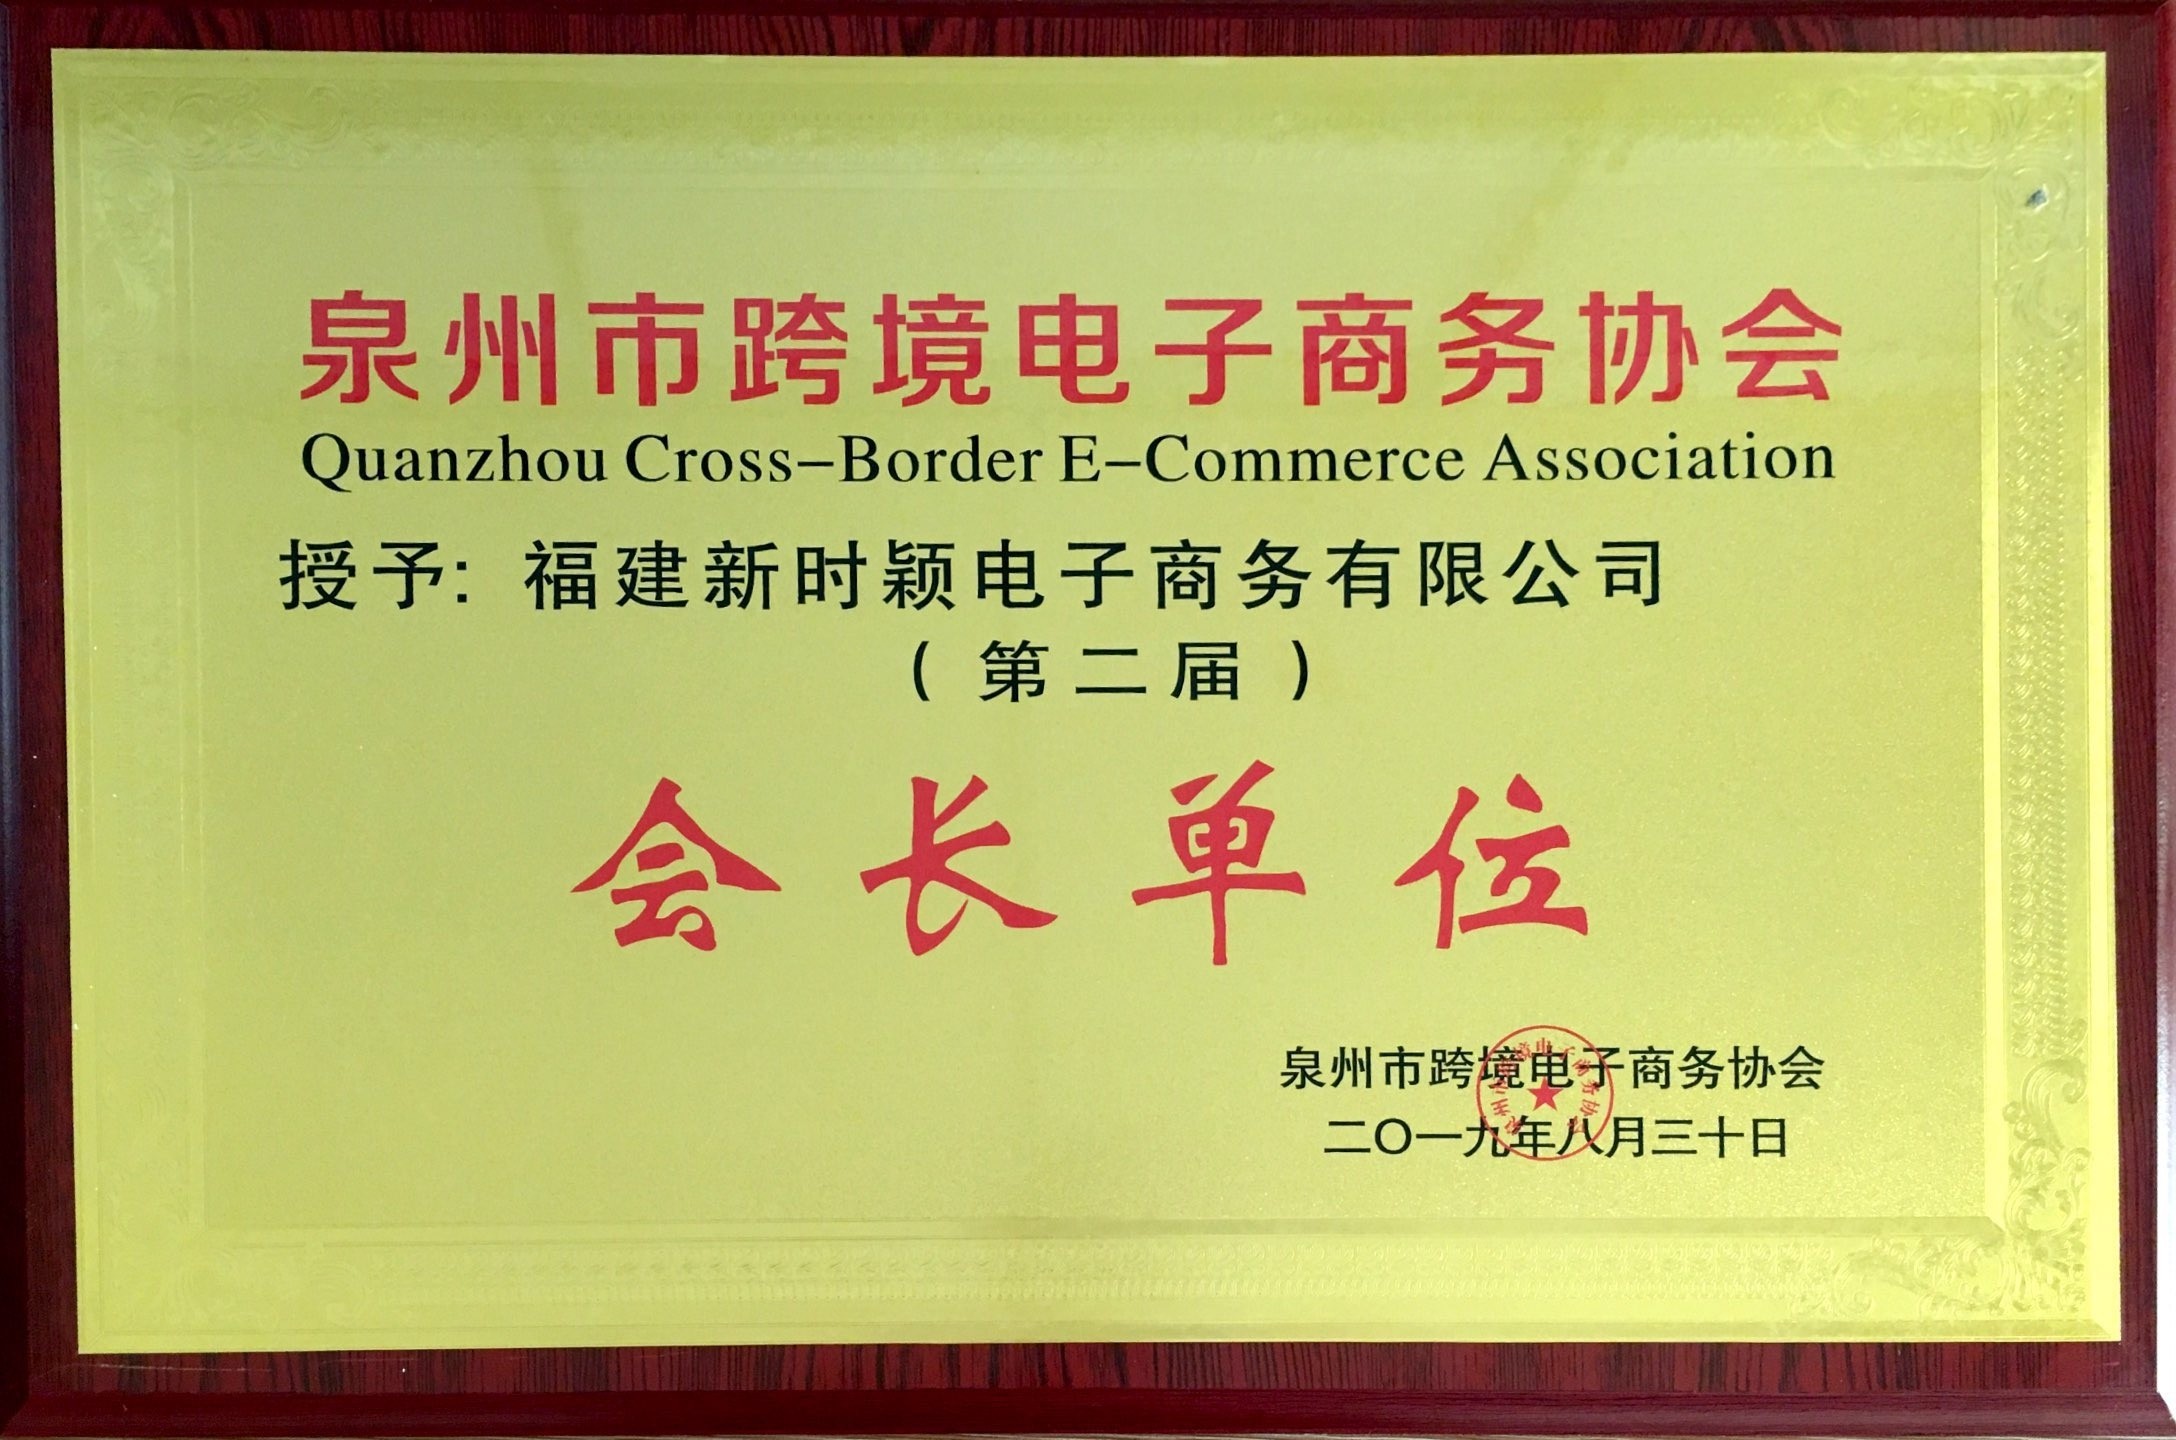 泉州市跨境电子商务协会
Quanzhou Cross-Border E-Commerce Association
授予: 福建新时颖电子商务有限公司
(第二届)
会长单位
泉州市跨境电子商务协会
二〇一九年八月三十日